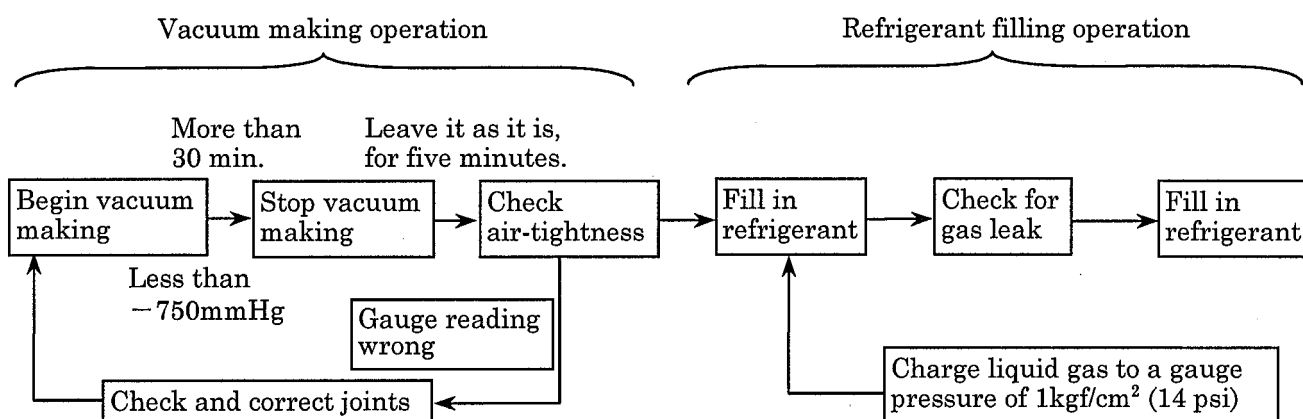 Vacuum making operation
Refrigerant filling operation
More than
30 min.
Leave it as it is,
for five minutes.
Begin vacuum
making
Stop vacuum
making
Check
air-tightness
Fill in
refrigerant
Check for
gas leak
Fill in
refrigerant
Less than
−750mmHg
Gauge reading
wrong
Check and correct joints
Charge liquid gas to a gauge
pressure of 1kgf/cm² (14 psi)